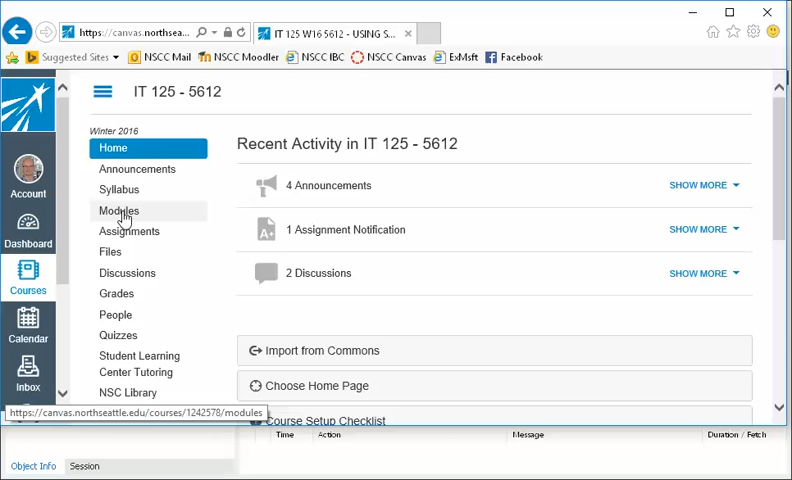 https://canvas.northsea...
IT 125 W16 5612 - USING S...
Suggested Sites
NSCC Mail
NSCC Moodler
NSCC IBC
NSCC Canvas
ExMsft
Facebook
IT 125 - 5612
Account
Dashboard
Courses
Calendar
Inbox
Winter 2016
Home
Announcements
Syllabus
Modules
Assignments
Files
Discussions
Grades
People
Quizzes
Student Learning
Center Tutoring
NSC Library
Recent Activity in IT 125 - 5612
4 Announcements SHOW MORE
1 Assignment Notification SHOW MORE
2 Discussions SHOW MORE
Import from Commons
Choose Home Page
Course Setup Checklist
https://canvas.northseattle.edu/courses/1242578/modules
Time Action Message Duration / Fetch
Object Info Session